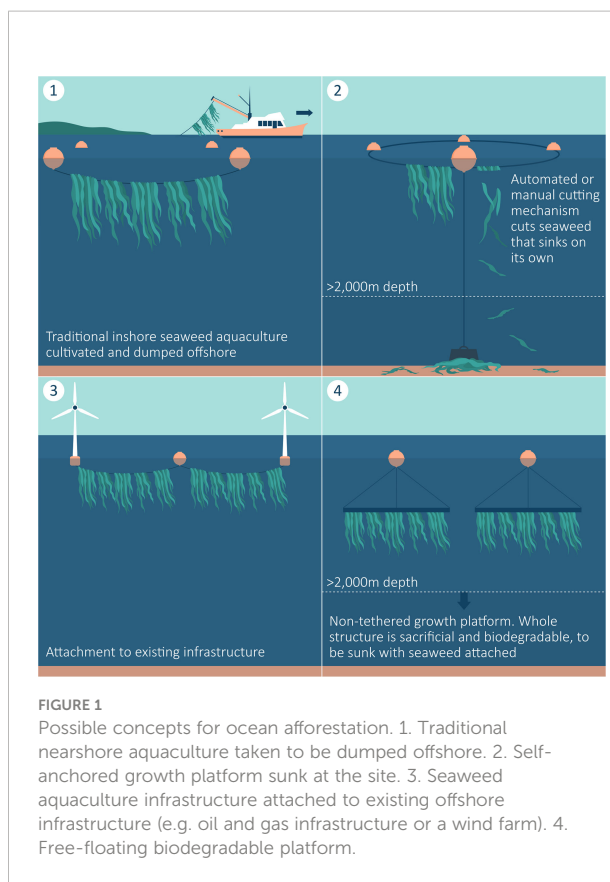 1
2
Automated or
manual cutting
mechanism
cuts seaweed
that sinks on
its own
>2,000m depth
Traditional inshore seaweed aquaculture
cultivated and dumped offshore
3
4
>2,000m depth
Non-tethered growth platform. Whole
structure is sacrificial and biodegradable, to
be sunk with seaweed attached
Attachment to existing infrastructure
FIGURE 1
Possible concepts for ocean afforestation. 1. Traditional
nearshore aquaculture taken to be dumped offshore. 2. Self-
anchored growth platform sunk at the site. 3. Seaweed
aquaculture infrastructure attached to existing offshore
infrastructure (e.g. oil and gas infrastructure or a wind farm). 4.
Free-floating biodegradable platform.